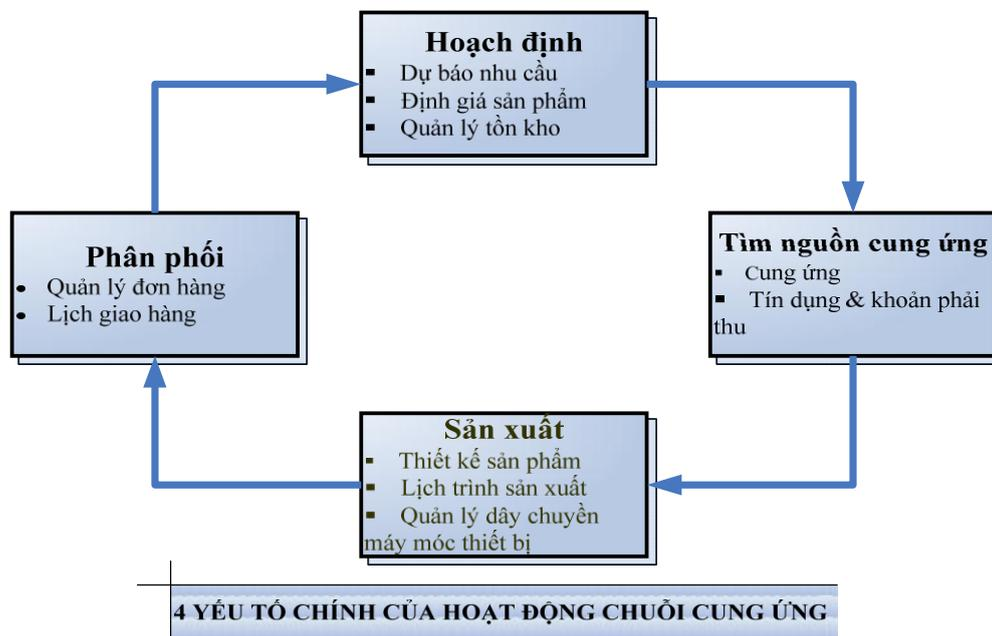 Hoạch định
▪ Dự báo nhu cầu
▪ Định giá sản phẩm
▪ Quản lý tồn kho
Tìm nguồn cung ứng
▪ Cung ứng
▪ Tín dụng & khoản phải
thu
Sản xuất
▪ Thiết kế sản phẩm
▪ Lịch trình sản xuất
▪ Quản lý dây chuyền
máy móc thiết bị
Phân phối
• Quản lý đơn hàng
• Lịch giao hàng
4 YẾU TỐ CHÍNH CỦA HOẠT ĐỘNG CHUỖI CUNG ỨNG